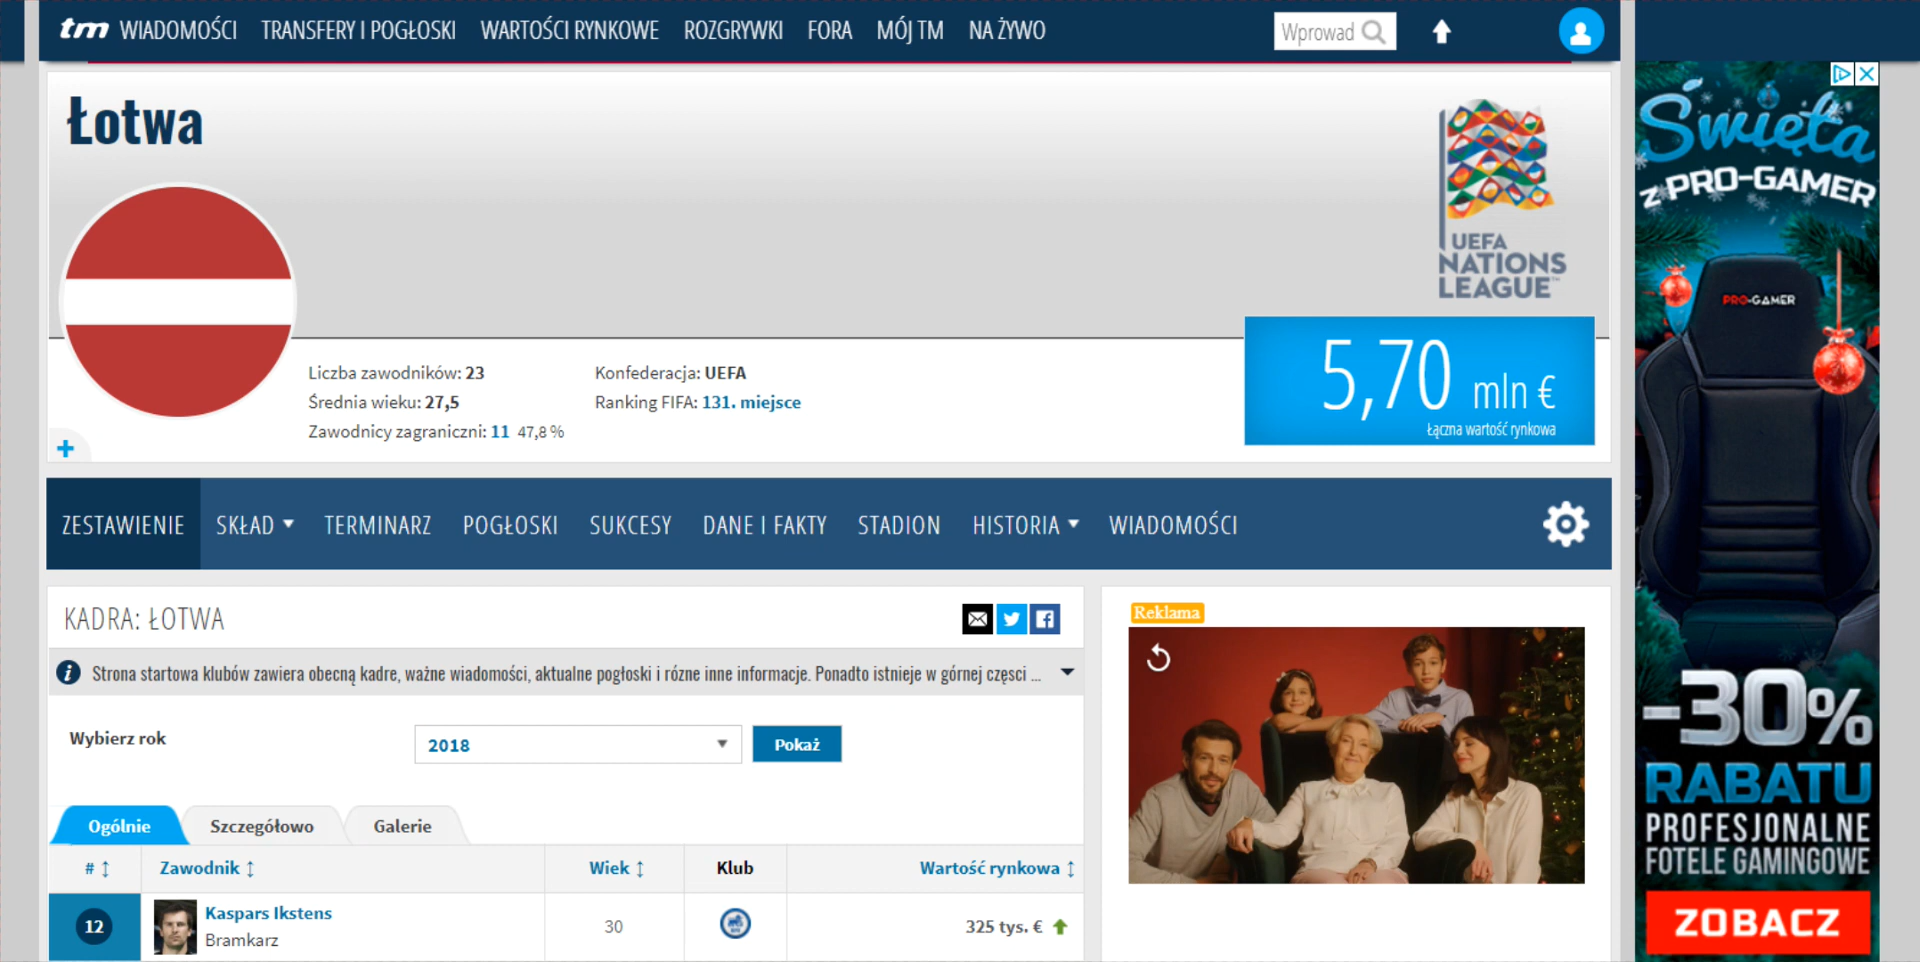 tm WIADOMOŚCI TRANSFERY I POGŁOSKI WARTOŚCI RYNKOWE ROZGRYWKI FORA MÓJ TM NA ŻYWO Wprowad
Łotwa
UEFA
NATIONS
LEAGUE™
Liczba zawodników: 23
Średnia wieku: 27,5
Zawodnicy zagraniczni: 11 47,8 %
Konfederacja: UEFA
Ranking FIFA: 131. miejsce
5,70 mln €
Łączna wartość rynkowa
ZESTAWIENIE SKŁAD TERMINARZ POGŁOSKI SUKCESY DANE I FAKTY STADION HISTORIA WIADOMOŚCI
KADRA: ŁOTWA
Strona startowa klubów zawiera obecną kadre, ważne wiadomości, aktualne pogłoski i rózne inne informacje. Ponadto istnieje w górnej częsci ...
Wybierz rok
2018
Pokaż
Ogólnie Szczegółowo Galerie
# Zawodnik Wiek Klub Wartość rynkowa
12 Kaspars Ikstens
Bramkarz
30 325 tys. €
Reklama
Święta
z PRO-GAMER
PRO-GAMER
-30%
RABATU
PROFESJONALNE
FOTELE GAMINGOWE
ZOBACZ